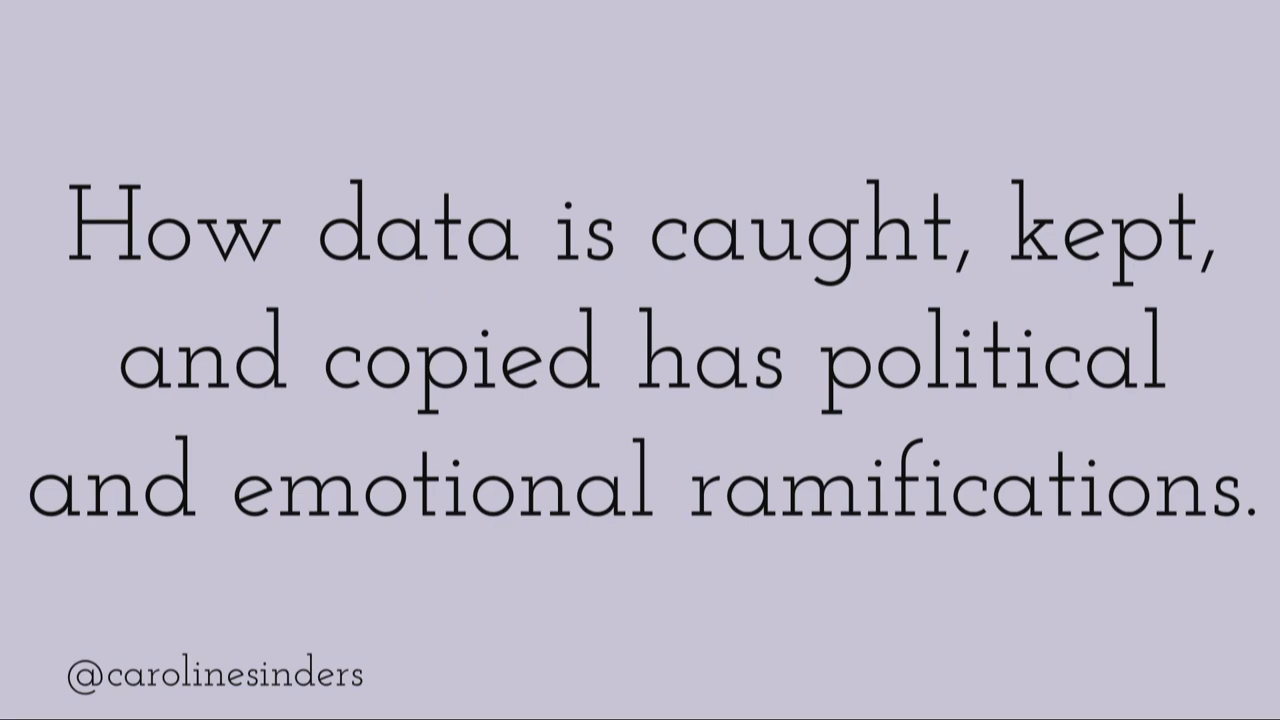 How data is caught, kept,
and copied has political
and emotional ramifications.
@carolinesinders